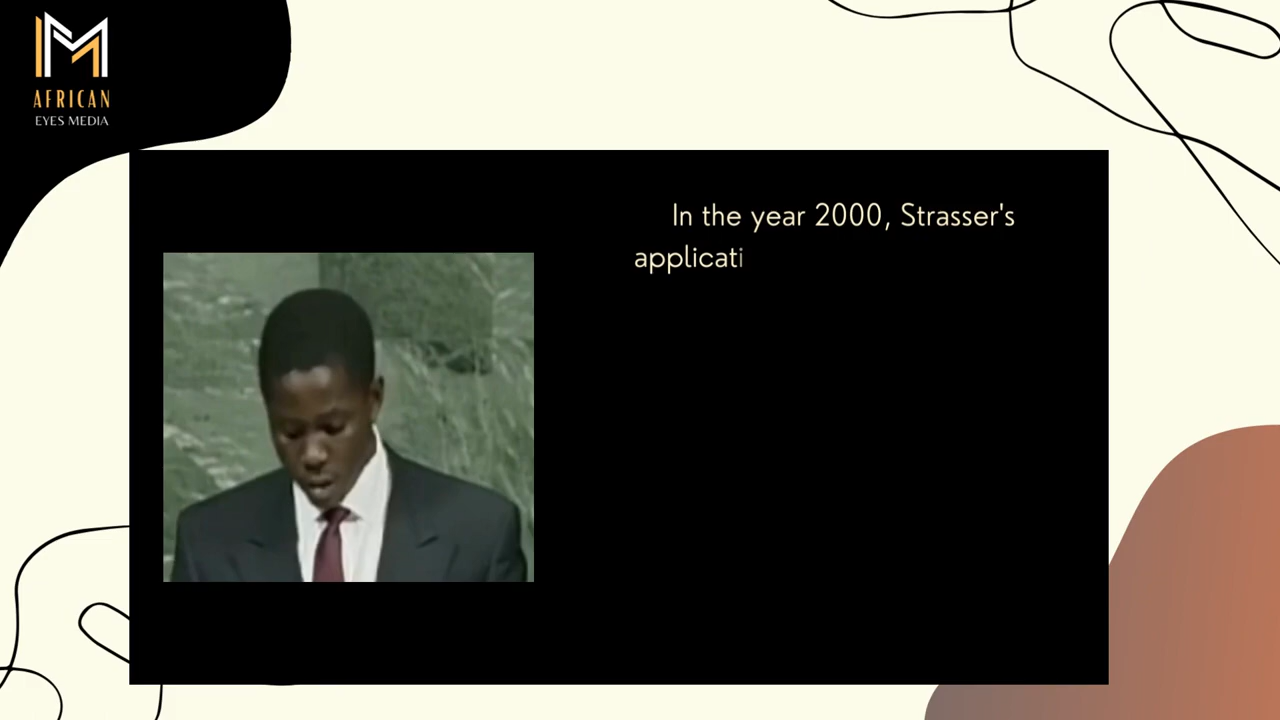 AFRICAN
EYES MEDIA
In the year 2000, Strasser's
applicati